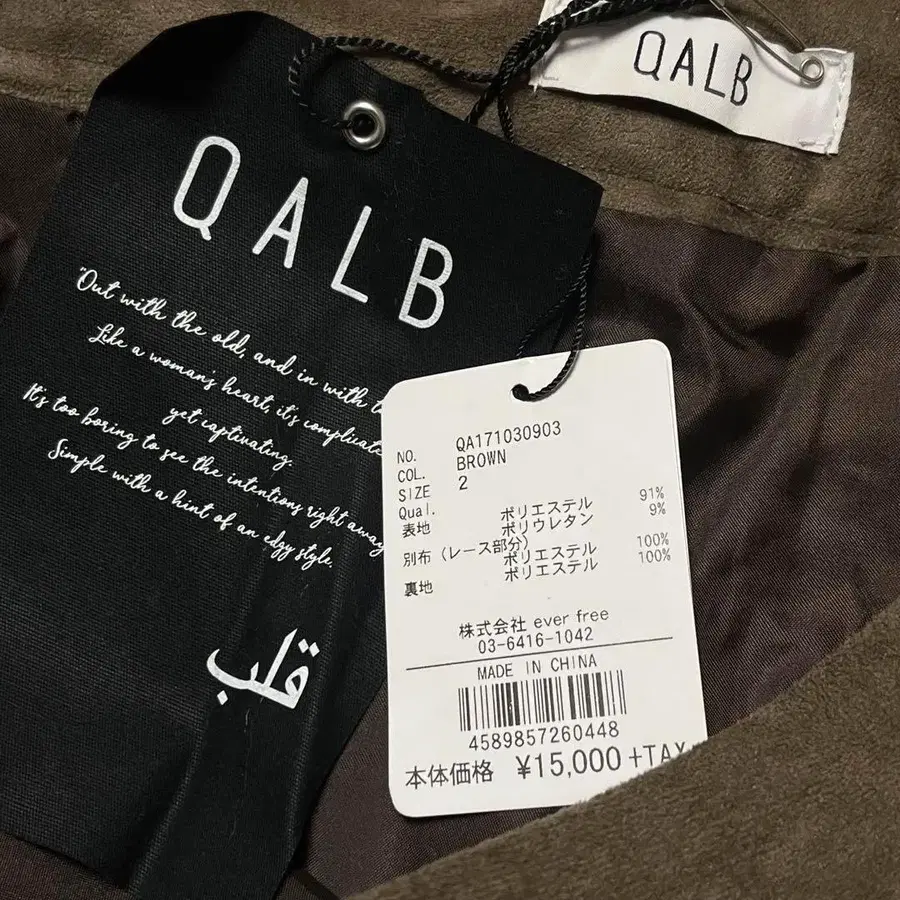 QALB
QALB
"Out with the old, and in with t
Like a woman's heart, it's complicate
yet captivating.
It's too boring to see the intentions right away
Simple with a hint of an edgy style.
قلب
NO. QA171030903
COL. BROWN
SIZE 2
Qual.
表地 ポリエステル 91%
ポリウレタン 9%
別布(レース部分)
ポリエステル 100%
裏地 ポリエステル 100%
株式会社 ever free
03-6416-1042
MADE IN CHINA
4589857260448
本体価格 ¥15,000+TAX